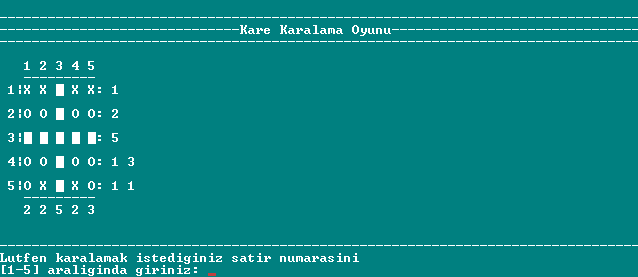 Kare Karalama Oyunu
1 2 3 4 5
1|X X █ X X: 1
2|O O █ O O: 2
3|█ █ █ █ █: 5
4|O O █ O O: 1 3
5|O X █ X O: 1 1
2 2 5 2 3
Lutfen karalamak istediginiz satir numarasini
[1-5] araliginda giriniz: _